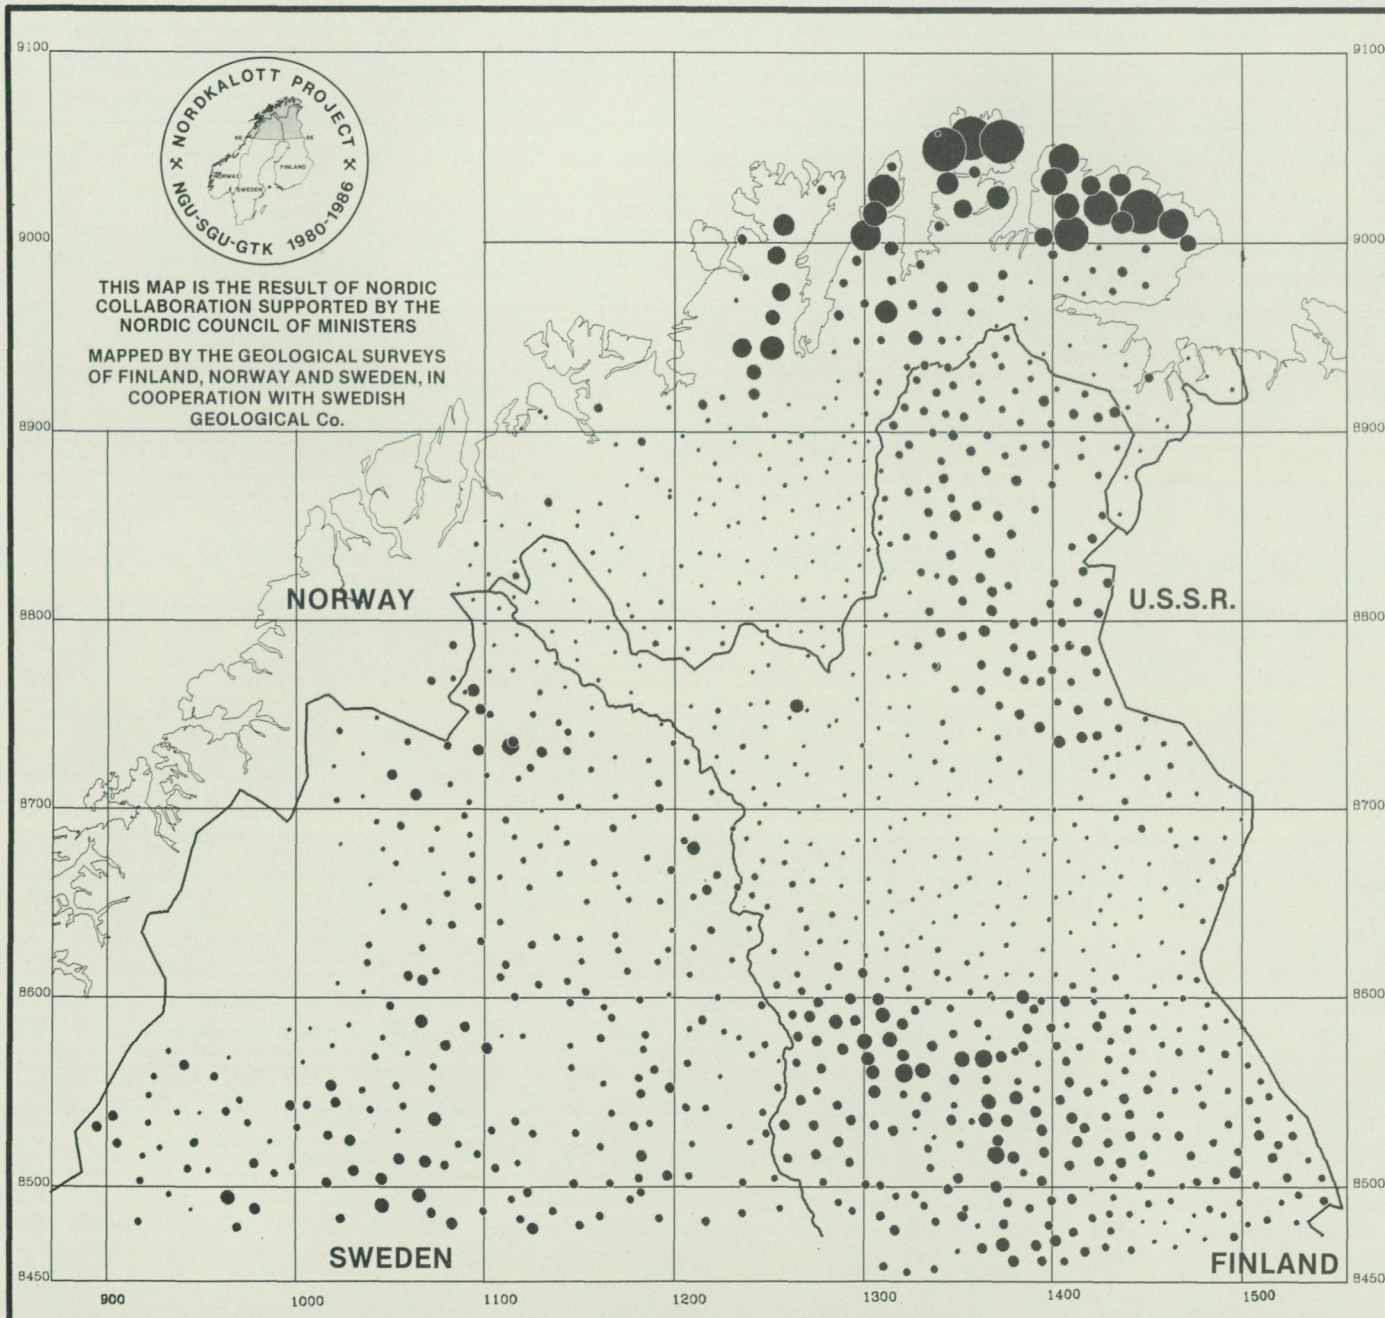 9100
9100
NORDKALOTT PROJECT
66
66
NORWAY
SWEDEN
FINLAND
NGU-SGU-GTK 1980-1986
9000
9000
THIS MAP IS THE RESULT OF NORDIC
COLLABORATION SUPPORTED BY THE
NORDIC COUNCIL OF MINISTERS
MAPPED BY THE GEOLOGICAL SURVEYS
OF FINLAND, NORWAY AND SWEDEN, IN
COOPERATION WITH SWEDISH
GEOLOGICAL Co.
8900
8900
NORWAY
U.S.S.R.
8800
8800
8700
8700
8600
8600
8500
8500
SWEDEN
FINLAND
8450
8450
900
1000
1100
1200
1300
1400
1500